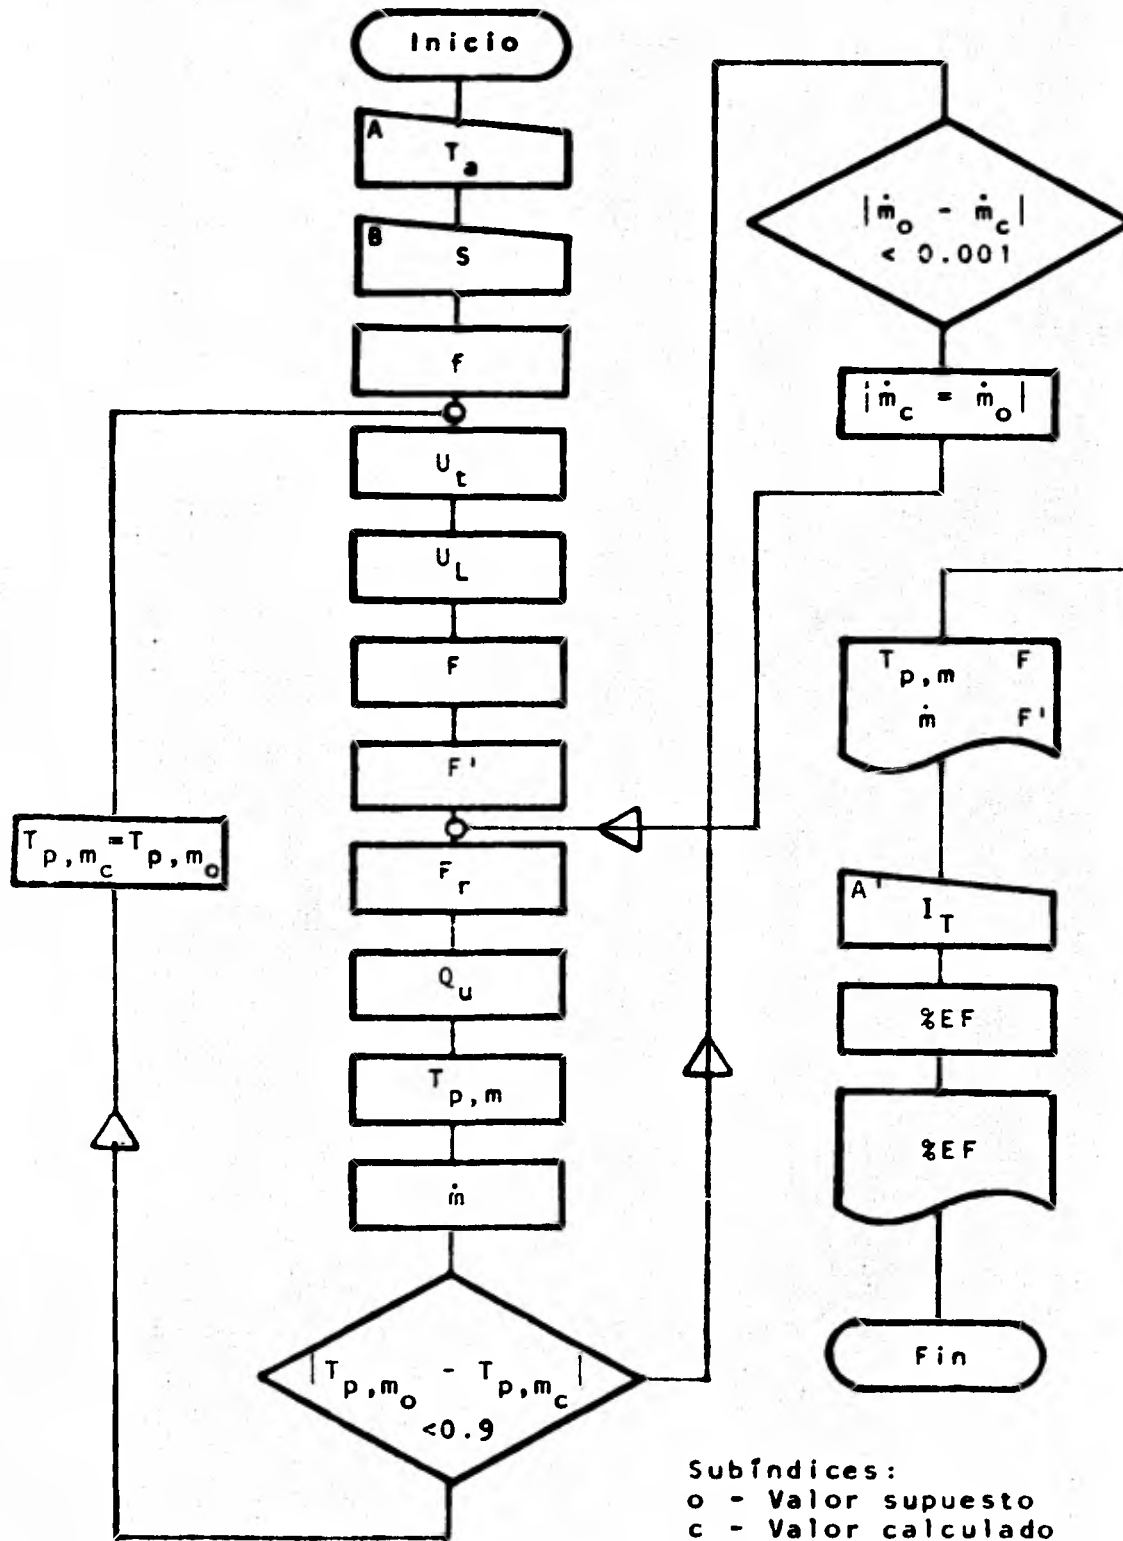 Inicio
A
T_a
B
S
f
U_t
U_L
F
F'
F_r
Q_u
T_p,m
ṁ
|T_p,m_o - T_p,m_c|
<0.9
T_p,m_c=T_p,m_o
|ṁ_o - ṁ_c|
< 0.001
|ṁ_c = ṁ_o|
T_p,m F
ṁ F'
A'
I_T
%EF
%EF
Fin
Subíndices:
o - Valor supuesto
c - Valor calculado